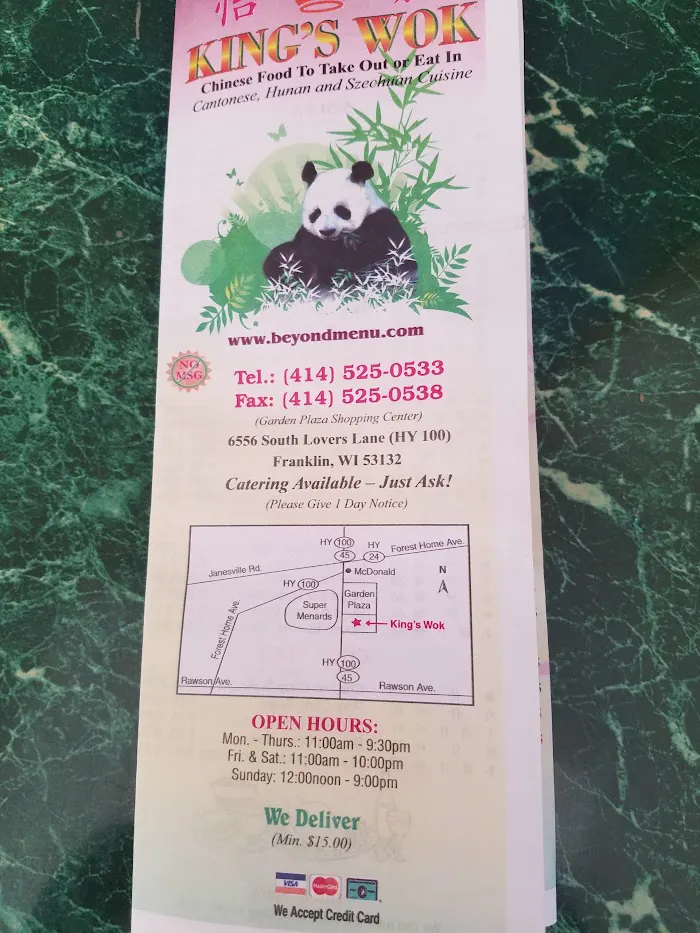 KING'S WOK
Chinese Food To Take Out or Eat In
Cantonese, Hunan and Szechuan Cuisine
www.beyondmenu.com
NO
MSG
Tel.: (414) 525-0533
Fax: (414) 525-0538
(Garden Plaza Shopping Center)
6556 South Lovers Lane (HY 100)
Franklin, WI 53132
Catering Available – Just Ask!
(Please Give 1 Day Notice)
HY 100
45
HY
24
Forest Home Ave.
Janesville Rd.
McDonald
N
HY 100
Garden
Plaza
Super
Menards
King's Wok
Forest Home Ave.
HY 100
45
Rawson Ave.
Rawson Ave.
OPEN HOURS:
Mon. - Thurs.: 11:00am - 9:30pm
Fri. & Sat.: 11:00am - 10:00pm
Sunday: 12:00noon - 9:00pm
We Deliver
(Min. $15.00)
VISA
MasterCard
We Accept Credit Card